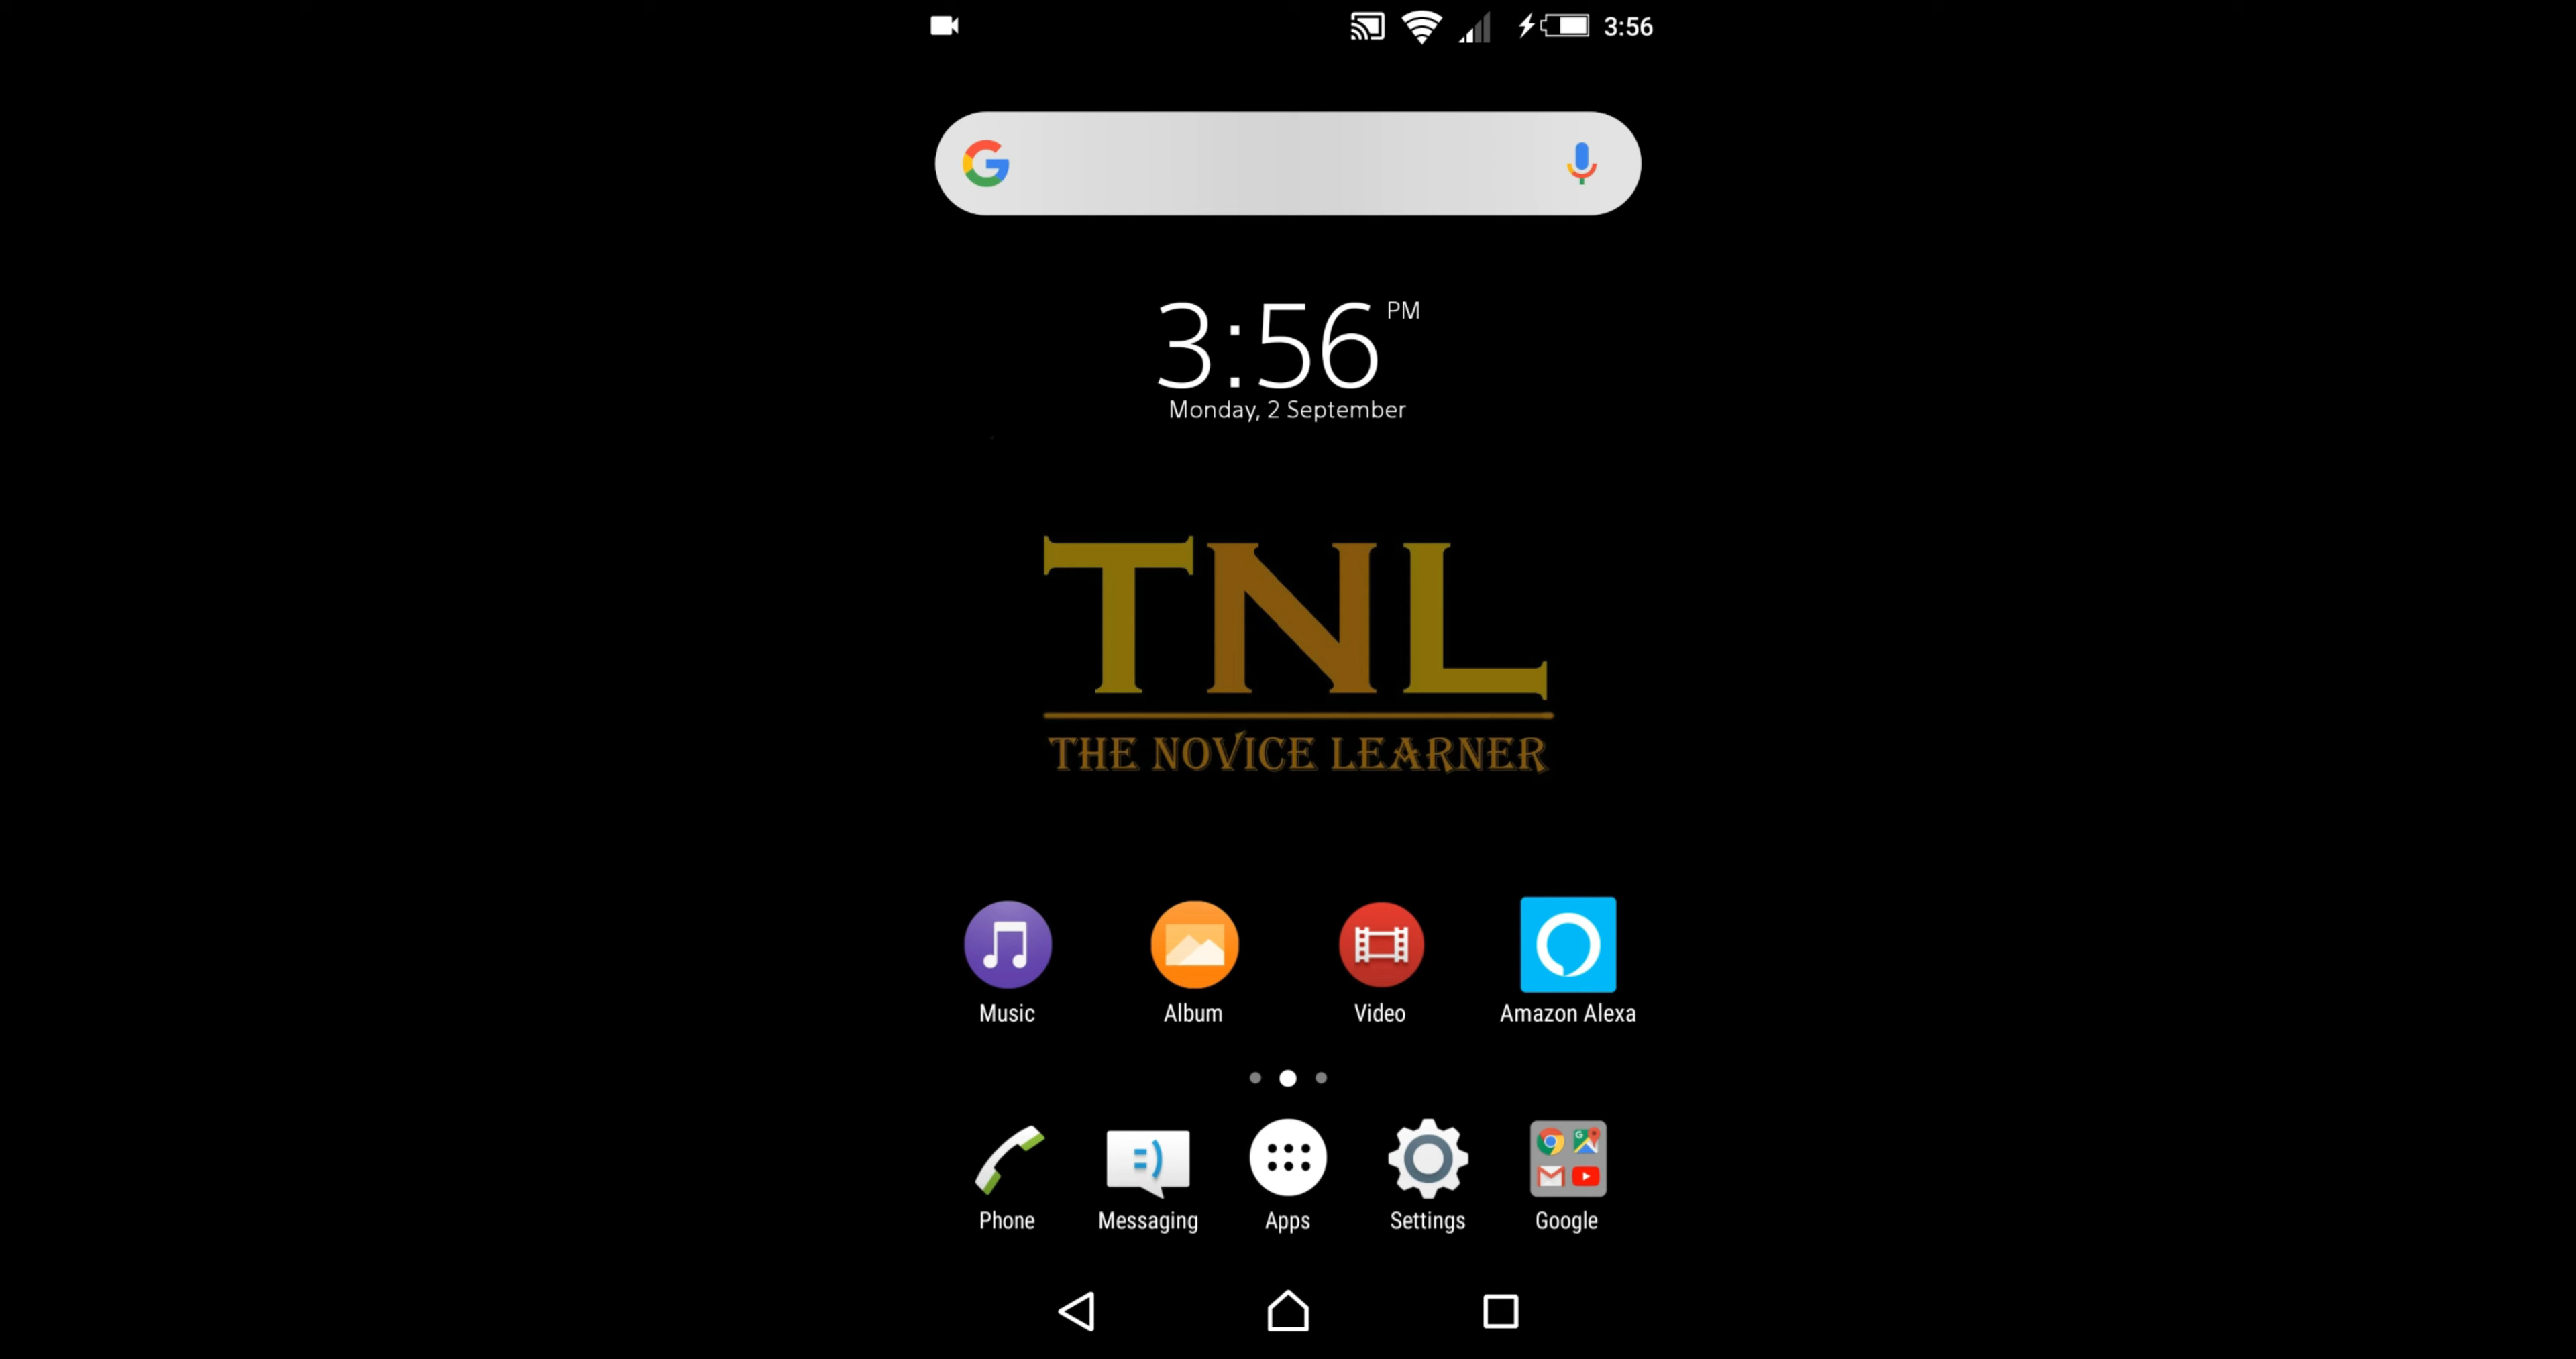 3:56
3:56 PM
Monday, 2 September
TNL
THE NOVICE LEARNER
Music Album Video Amazon Alexa
Phone Messaging Apps Settings Google